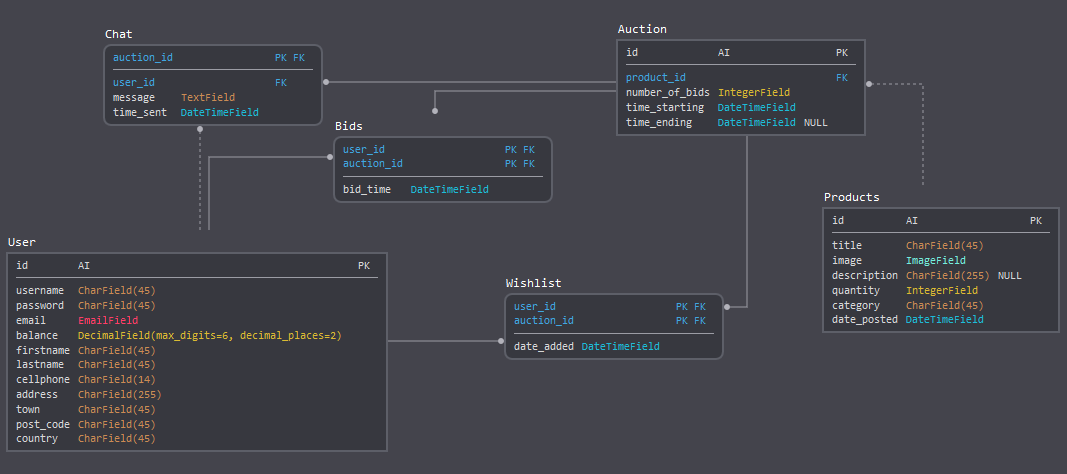 Chat
auction_id PK FK
user_id FK
message TextField
time_sent DateTimeField
Auction
id AI PK
product_id FK
number_of_bids IntegerField
time_starting DateTimeField
time_ending DateTimeField NULL
Bids
user_id PK FK
auction_id PK FK
bid_time DateTimeField
Products
id AI PK
title CharField(45)
image ImageField
description CharField(255) NULL
quantity IntegerField
category CharField(45)
date_posted DateTimeField
User
id AI PK
username CharField(45)
password CharField(45)
email EmailField
balance DecimalField(max_digits=6, decimal_places=2)
firstname CharField(45)
lastname CharField(45)
cellphone CharField(14)
address CharField(255)
town CharField(45)
post_code CharField(45)
country CharField(45)
Wishlist
user_id PK FK
auction_id PK FK
date_added DateTimeField